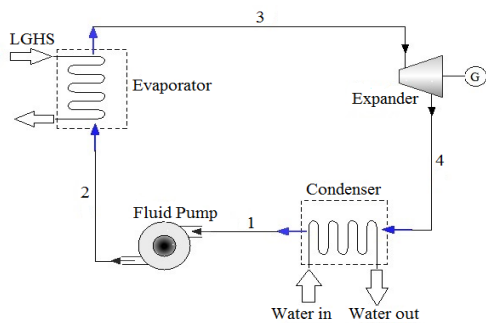 3
LGHS
Evaporator
G
Expander
4
2
Condenser
Fluid Pump
1
Water in
Water out